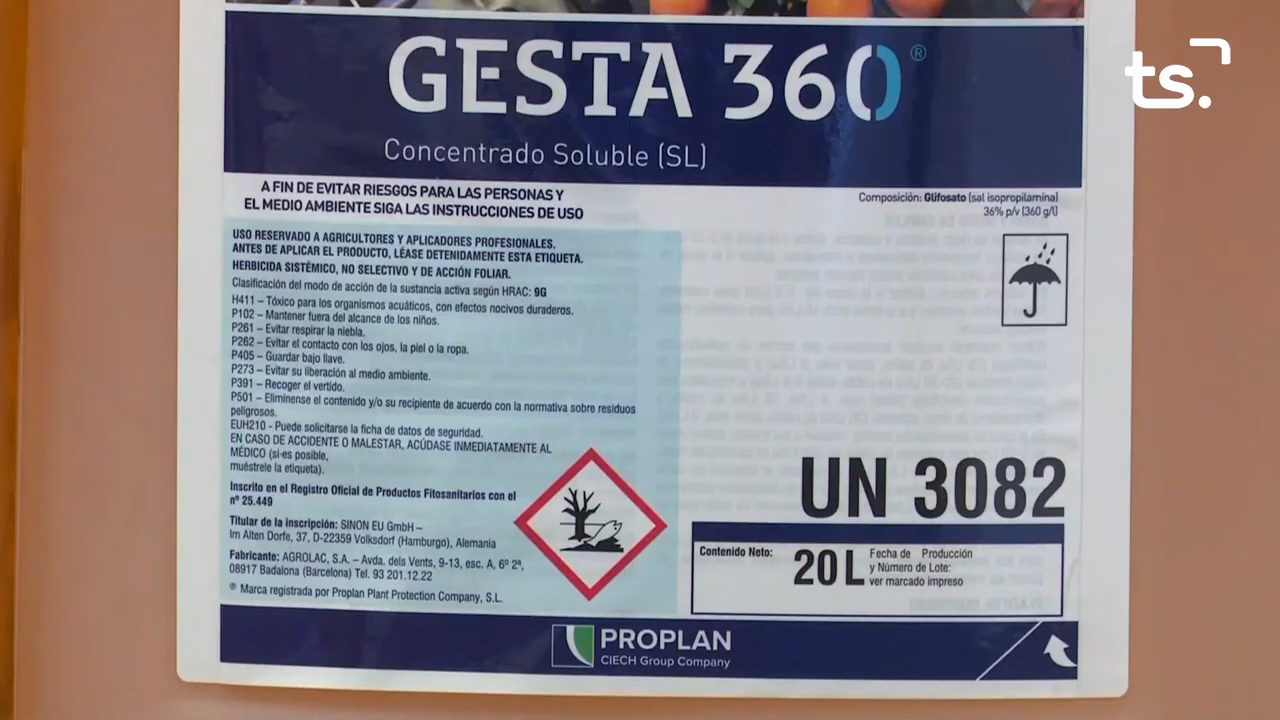 ts.
GESTA 360®
Concentrado Soluble (SL)
A FIN DE EVITAR RIESGOS PARA LAS PERSONAS Y
EL MEDIO AMBIENTE SIGA LAS INSTRUCCIONES DE USO
Composición: Glifosato (sal isopropilamina)
36% p/v (360 g/l)
USO RESERVADO A AGRICULTORES Y APLICADORES PROFESIONALES.
ANTES DE APLICAR EL PRODUCTO, LÉASE DETENIDAMENTE ESTA ETIQUETA.
HERBICIDA SISTÉMICO, NO SELECTIVO Y DE ACCIÓN FOLIAR.
Clasificación del modo de acción de la sustancia activa según HRAC: 9G
H411 – Tóxico para los organismos acuáticos, con efectos nocivos duraderos.
P102 – Mantener fuera del alcance de los niños.
P261 – Evitar respirar la niebla.
P262 – Evitar el contacto con los ojos, la piel o la ropa.
P405 – Guardar bajo llave.
P273 – Evitar su liberación al medio ambiente.
P391 – Recoger el vertido.
P501 – Elimínense el contenido y/o su recipiente de acuerdo con la normativa sobre residuos
peligrosos.
EUH210 - Puede solicitarse la ficha de datos de seguridad.
EN CASO DE ACCIDENTE O MALESTAR, ACÚDASE INMEDIATAMENTE AL
MÉDICO (si es posible,
muéstrele la etiqueta).
Inscrito en el Registro Oficial de Productos Fitosanitarios con el
nº 25.449
Titular de la inscripción: SINON EU GmbH –
Im Alten Dorfe, 37, D-22359 Volksdorf (Hamburgo), Alemania
Fabricante: AGROLAC, S.A. – Avda. dels Vents, 9-13, esc. A, 6º 2ª,
08917 Badalona (Barcelona) Tel. 93 201.12.22
® Marca registrada por Proplan Plant Protection Company, S.L.
UN 3082
Contenido Neto: 20 L
Fecha de Producción
y Número de Lote:
ver marcado impreso
PROPLAN
CIECH Group Company